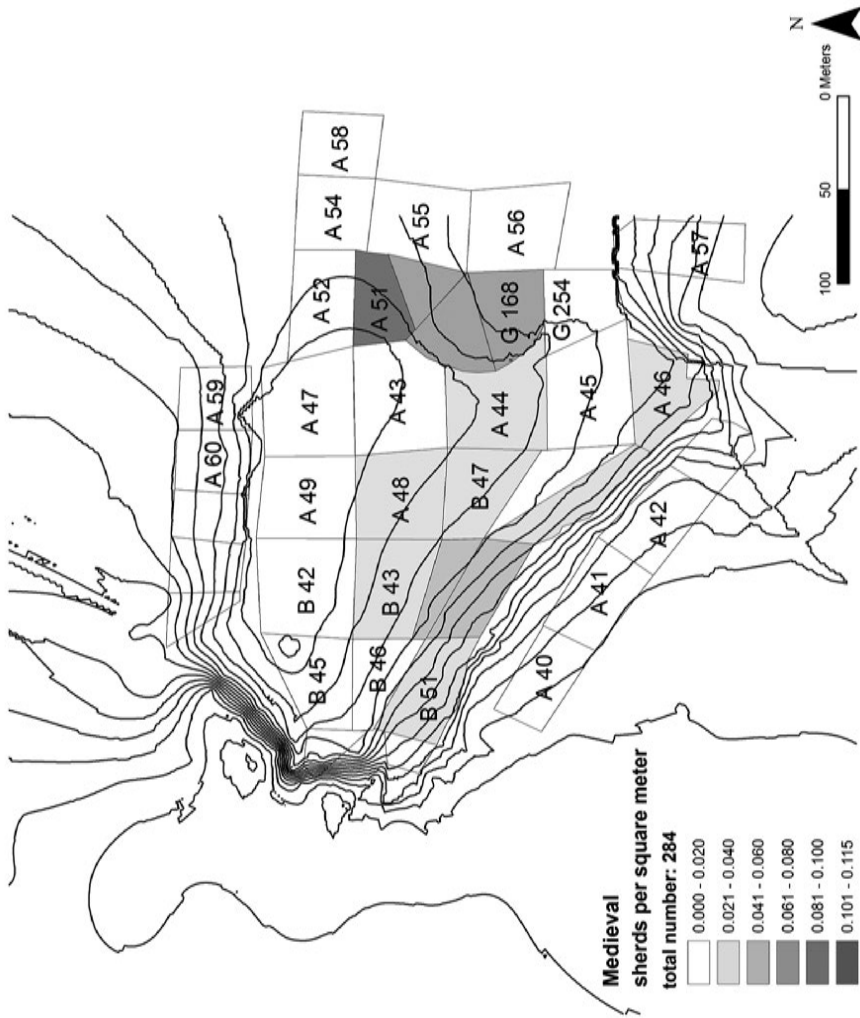 A 58
A 54
A 55
A 56
A 57
A 52
A 51
G 168
G 254
A 59
A 60
A 47
A 43
A 44
A 45
A 46
A 49
A 48
B 47
B 42
B 43
B 45
B 46
B 51
A 42
A 41
A 40
N
100
50
0 Meters
Medieval
sherds per square meter
total number: 284
0.000 - 0.020
0.021 - 0.040
0.041 - 0.060
0.061 - 0.080
0.081 - 0.100
0.101 - 0.115